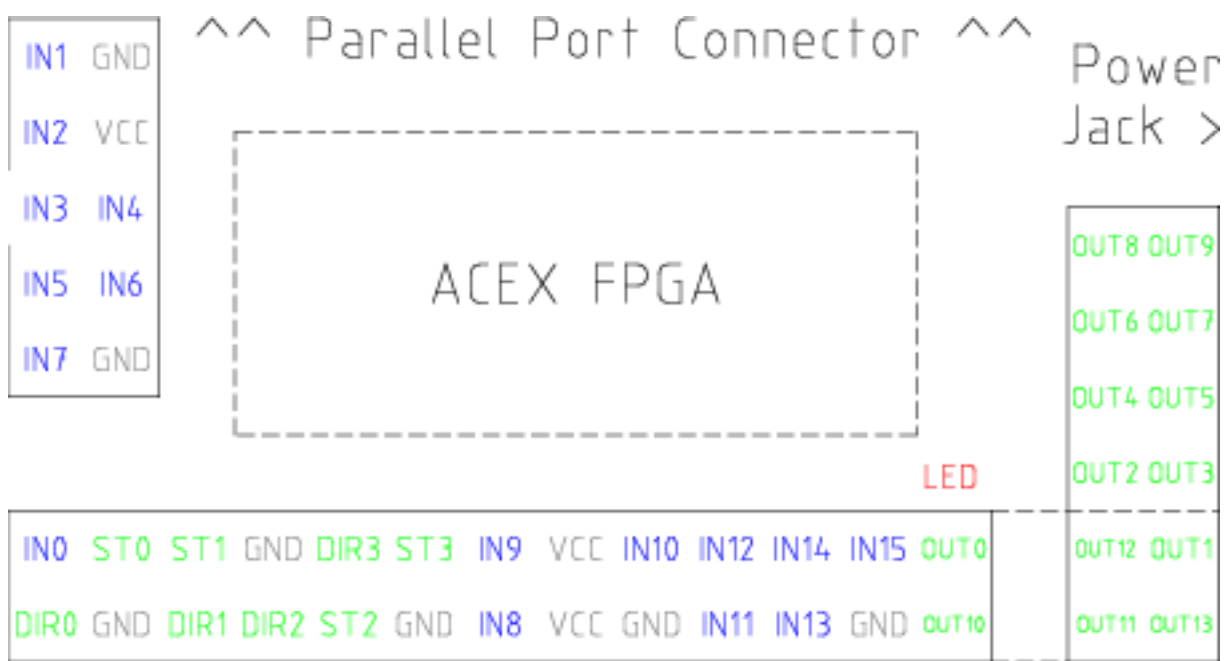 ^^ Parallel Port Connector ^^
Power
Jack >
IN1 GND
IN2 VCC
IN3 IN4
IN5 IN6
IN7 GND
ACEX FPGA
OUT8 OUT9
OUT6 OUT7
OUT4 OUT5
OUT2 OUT3
LED
IN0 ST0 ST1 GND DIR3 ST3 IN9 VCC IN10 IN12 IN14 IN15 OUT0
DIR0 GND DIR1 DIR2 ST2 GND IN8 VCC GND IN11 IN13 GND OUT10
OUT12 OUT1
OUT11 OUT13